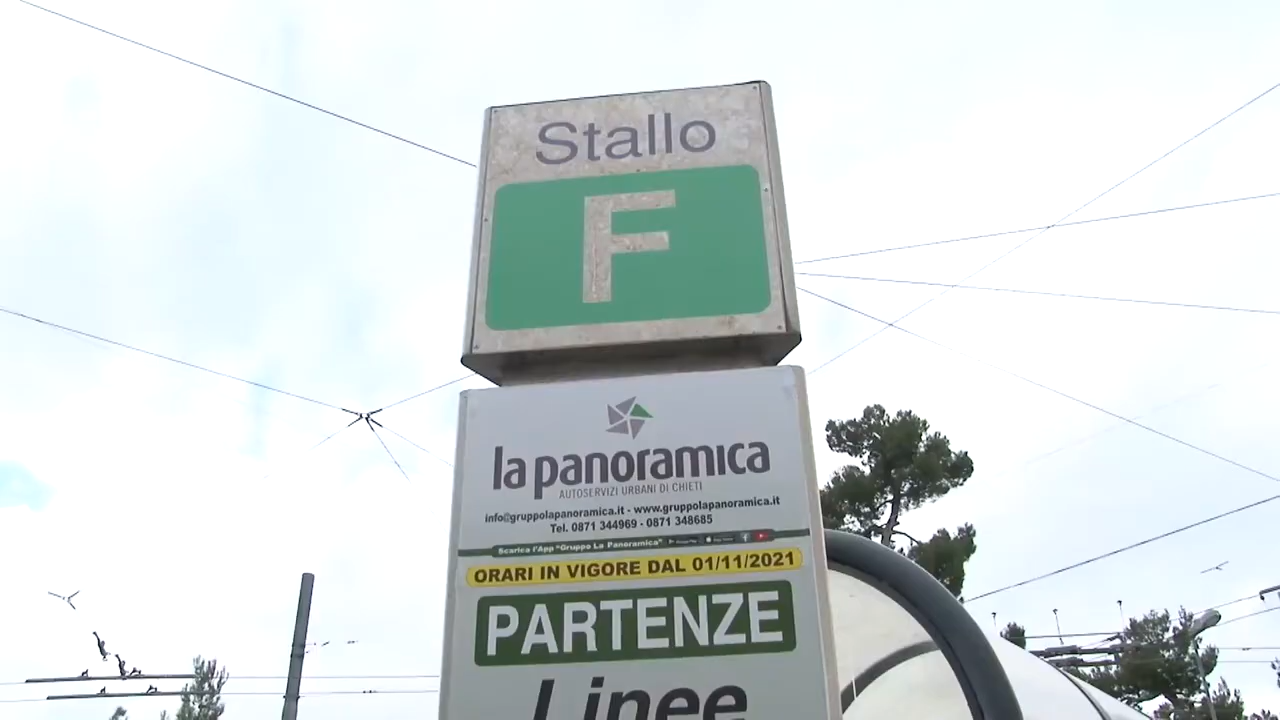 Stallo
F
la panoramica
AUTOSERVIZI URBANI DI CHIETI
info@gruppolapanoramica.it - www.gruppolapanoramica.it
Tel. 0871 344969 - 0871 348685
Scarica l'App "Gruppo La Panoramica"
ORARI IN VIGORE DAL 01/11/2021
PARTENZE
Linee